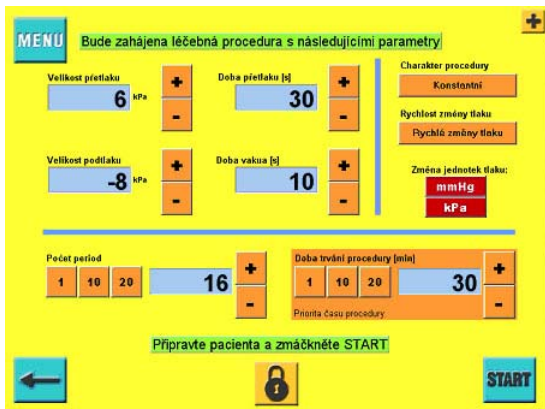 MENU
Bude zahájena léčebná procedura s následujícími parametry
+
Velikost přetlaku
6 kPa
+
-
Doba přetlaku [s]
30
+
-
Charakter procedury
Konstantní
Rychlost změny tlaku
Rychlé změny tlaku
Velikost podtlaku
-8 kPa
+
-
Doba vakua [s]
10
+
-
Změna jednotek tlaku:
mmHg
kPa
Počet period
1 10 20
16
+
-
Doba trvání procedury [min]
1 10 20
30
+
-
Priorita času procedury
Připravte pacienta a zmáčkněte START
START